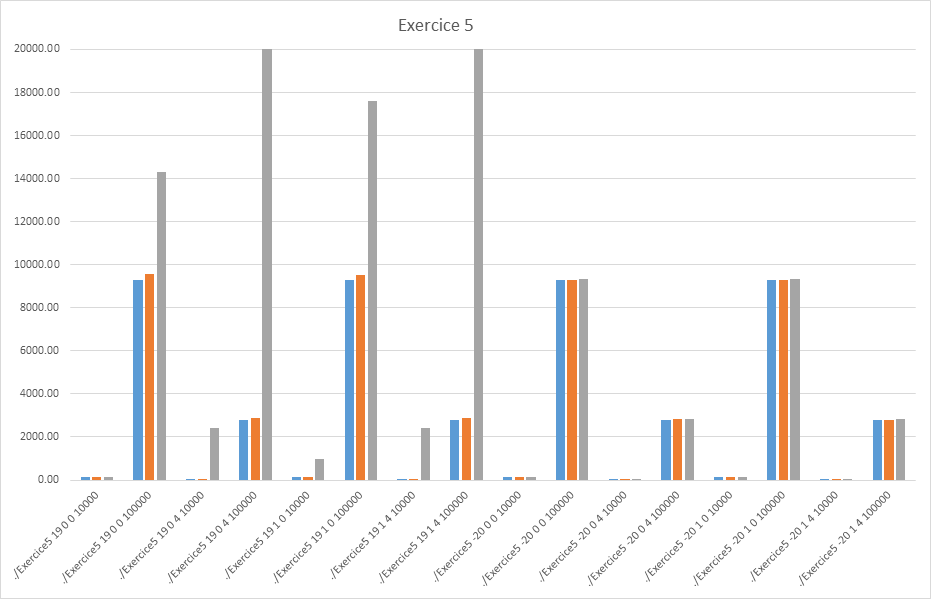 Exercice 5
20000.00
18000.00
16000.00
14000.00
12000.00
10000.00
8000.00
6000.00
4000.00
2000.00
0.00
./Exercice5 19 0 0 10000
./Exercice5 19 0 0 100000
./Exercice5 19 0 4 10000
./Exercice5 19 0 4 100000
./Exercice5 19 1 0 10000
./Exercice5 19 1 0 100000
./Exercice5 19 1 4 10000
./Exercice5 19 1 4 100000
./Exercice5 -20 0 0 10000
./Exercice5 -20 0 0 100000
./Exercice5 -20 0 4 10000
./Exercice5 -20 0 4 100000
./Exercice5 -20 1 0 10000
./Exercice5 -20 1 0 100000
./Exercice5 -20 1 4 10000
./Exercice5 -20 1 4 100000